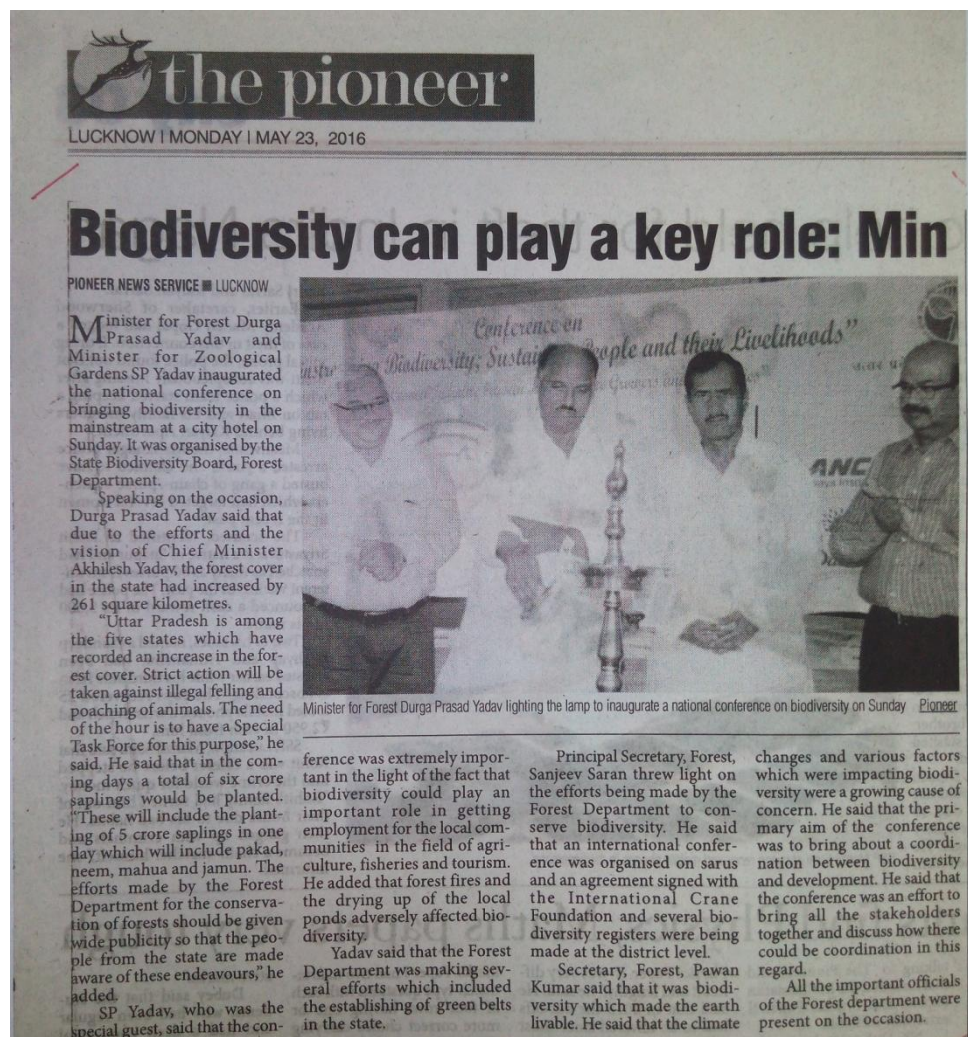 the pioneer
LUCKNOW | MONDAY | MAY 23, 2016
Biodiversity can play a key role: Min
PIONEER NEWS SERVICE ■ LUCKNOW
Minister for Forest Durga
Prasad Yadav and
Minister for Zoological
Gardens SP Yadav inaugurated
the national conference on
bringing biodiversity in the
mainstream at a city hotel on
Sunday. It was organised by the
State Biodiversity Board, Forest
Department.
Speaking on the occasion,
Durga Prasad Yadav said that
due to the efforts and the
vision of Chief Minister
Akhilesh Yadav, the forest cover
in the state had increased by
261 square kilometres.
“Uttar Pradesh is among
the five states which have
recorded an increase in the for-
est cover. Strict action will be
taken against illegal felling and
poaching of animals. The need
of the hour is to have a Special
Task Force for this purpose,” he
said. He said that in the com-
ing days a total of six crore
saplings would be planted.
“These will include the plant-
ing of 5 crore saplings in one
day which will include pakad,
neem, mahua and jamun. The
efforts made by the Forest
Department for the conserva-
tion of forests should be given
wide publicity so that the peo-
ple from the state are made
aware of these endeavours,” he
added.
SP Yadav, who was the
special guest, said that the con-
Conference on
Biodiversity; People and their Livelihoods”
ANC
Minister for Forest Durga Prasad Yadav lighting the lamp to inaugurate a national conference on biodiversity on Sunday Pioneer
ference was extremely impor-
tant in the light of the fact that
biodiversity could play an
important role in getting
employment for the local com-
munities in the field of agri-
culture, fisheries and tourism.
He added that forest fires and
the drying up of the local
ponds adversely affected bio-
diversity.
Yadav said that the Forest
Department was making sev-
eral efforts which included
the establishing of green belts
in the state.
Principal Secretary, Forest,
Sanjeev Saran threw light on
the efforts being made by the
Forest Department to con-
serve biodiversity. He said
that an international confer-
ence was organised on sarus
and an agreement signed with
the International Crane
Foundation and several bio-
diversity registers were being
made at the district level.
Secretary, Forest, Pawan
Kumar said that it was biodi-
versity which made the earth
livable. He said that the climate
changes and various factors
which were impacting biodi-
versity were a growing cause of
concern. He said that the pri-
mary aim of the conference
was to bring about a coordi-
nation between biodiversity
and development. He said that
the conference was an effort to
bring all the stakeholders
together and discuss how there
could be coordination in this
regard.
All the important officials
of the Forest department were
present on the occasion.